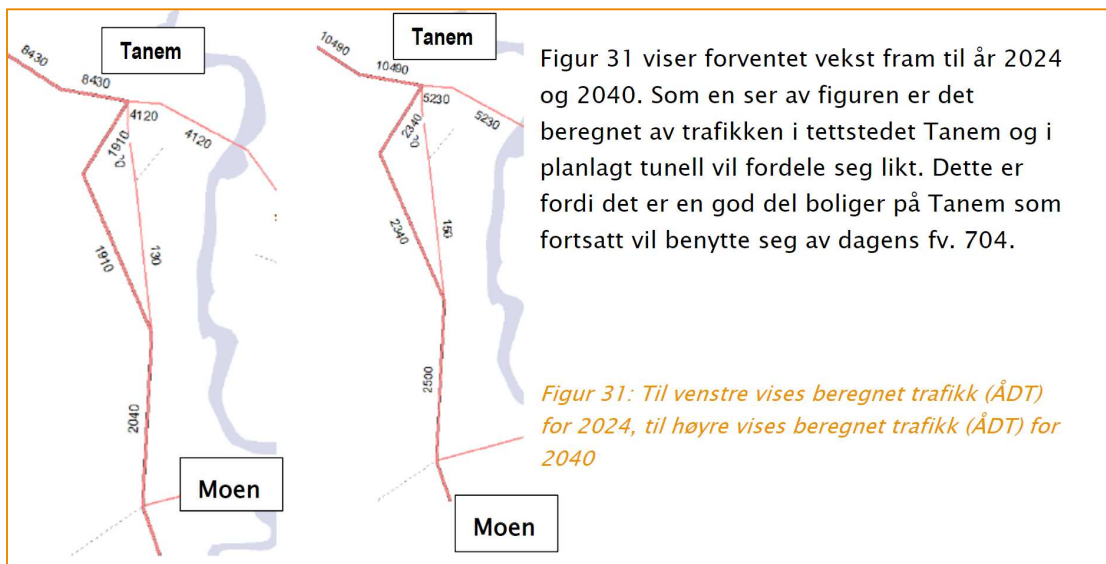 Tanem
8430
8430
4120
4120
1910
1910
130
2040
Moen
Tanem
10490
10490
5230
5230
2340
2340
150
2500
Moen
Figur 31 viser forventet vekst fram til år 2024
og 2040. Som en ser av figuren er det
beregnet av trafikken i tettstedet Tanem og i
planlagt tunell vil fordele seg likt. Dette er
fordi det er en god del boliger på Tanem som
fortsatt vil benytte seg av dagens fv. 704.
Figur 31: Til venstre vises beregnet trafikk (ÅDT)
for 2024, til høyre vises beregnet trafikk (ÅDT) for
2040